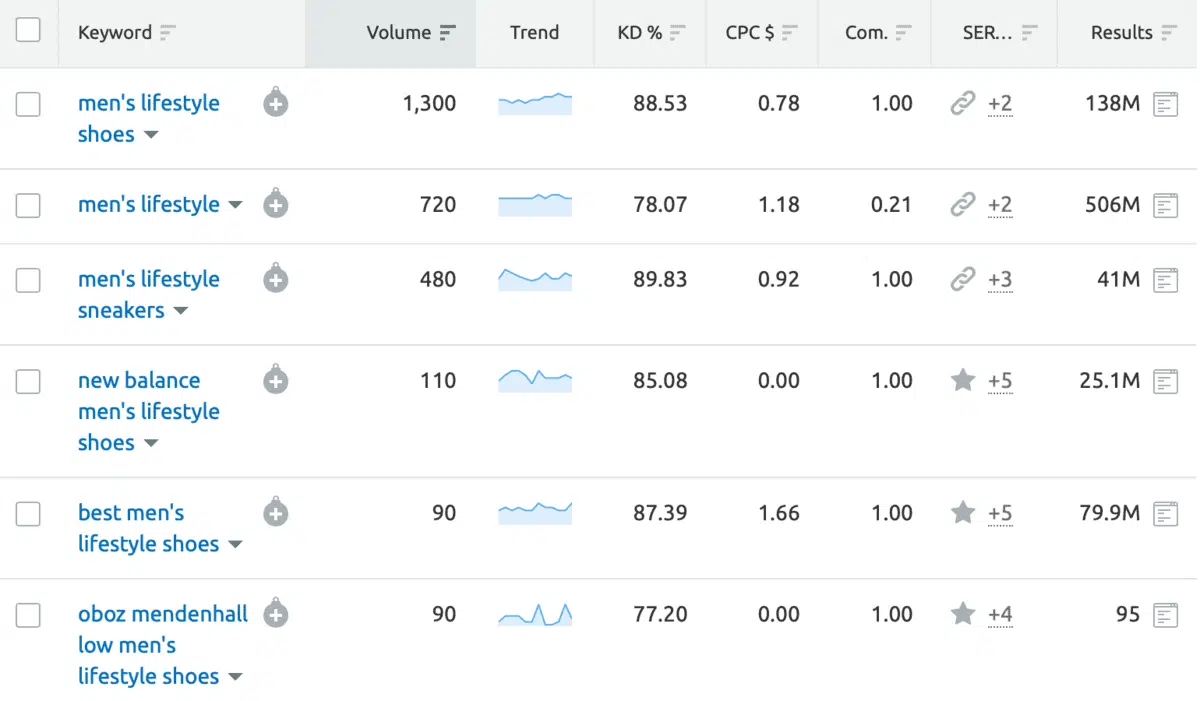 Keyword Volume Trend KD % CPC $ Com. SER... Results
men's lifestyle 1,300 88.53 0.78 1.00 +2 138M
shoes
men's lifestyle 720 78.07 1.18 0.21 +2 506M
men's lifestyle 480 89.83 0.92 1.00 +3 41M
sneakers
new balance 110 85.08 0.00 1.00 +5 25.1M
men's lifestyle
shoes
best men's 90 87.39 1.66 1.00 +5 79.9M
lifestyle shoes
oboz mendenhall 90 77.20 0.00 1.00 +4 95
low men's
lifestyle shoes